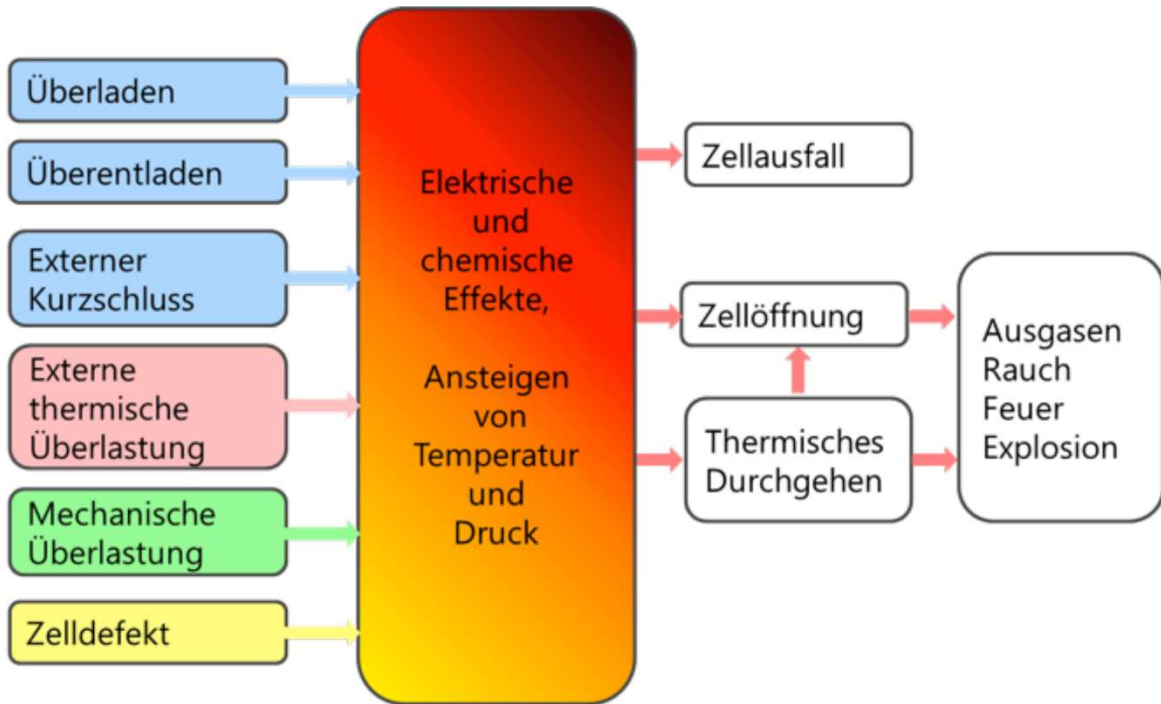 Überladen
Überentladen
Externer
Kurzschluss
Externe
thermische
Überlastung
Mechanische
Überlastung
Zelldefekt
Elektrische
und
chemische
Effekte,
Ansteigen
von
Temperatur
und
Druck
Zellausfall
Zellöffnung
Thermisches
Durchgehen
Ausgasen
Rauch
Feuer
Explosion